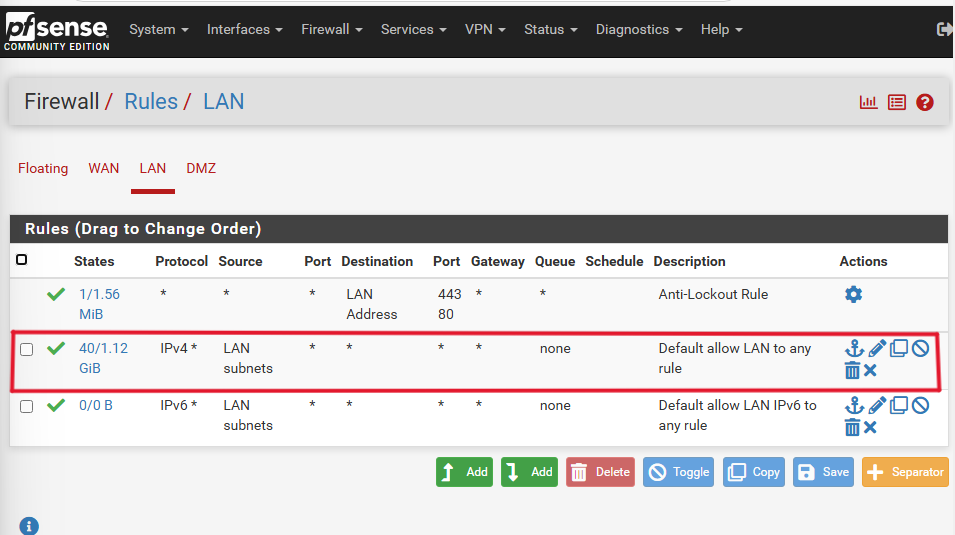 pfsense
COMMUNITY EDITION
System Interfaces Firewall Services VPN Status Diagnostics Help
Firewall / Rules / LAN
Floating WAN LAN DMZ
Rules (Drag to Change Order)
States Protocol Source Port Destination Port Gateway Queue Schedule Description Actions
1/1.56 * * * LAN 443 * * Anti-Lockout Rule
MiB Address 80
40/1.12 IPv4 * LAN * * * * none Default allow LAN to any
GiB subnets rule
0/0 B IPv6 * LAN * * * * none Default allow LAN IPv6 to
subnets any rule
Add Add Delete Toggle Copy Save Separator